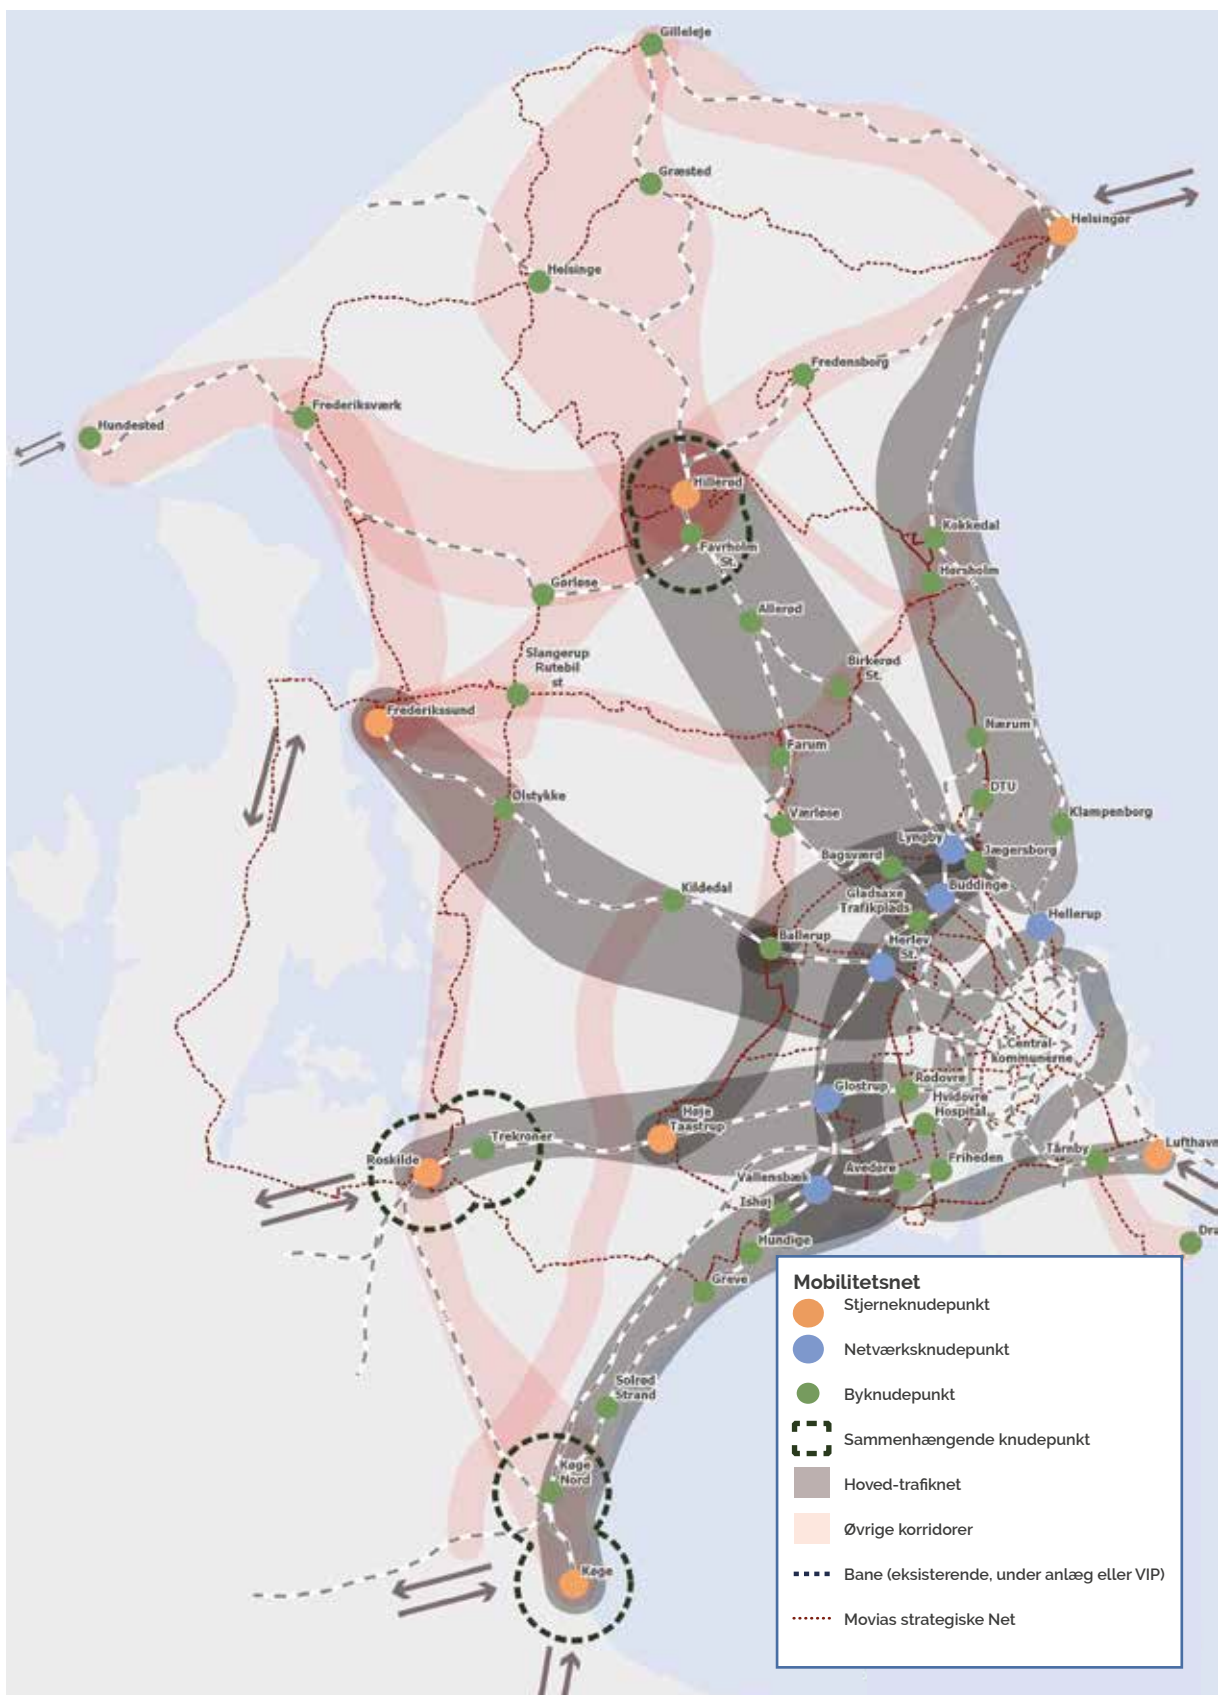 Gilleleje
Græsted
Helsingør
Helsinge
Fredensborg
Frederiksværk
Hundested
Hillerød
Favrholm
St.
Kokkedal
Hørsholm
Gørløse
Allerød
Slangerup
Rutebil
st
Birkerød
St.
Frederikssund
Nærum
Farum
Ølstykke
DTU
Værløse
Klampenborg
Lyngby
Jægersborg
Bagsværd
Buddinge
Kildedal
Gladsaxe
Trafikplads
Hellerup
Ballerup
Herlev
St.
Central-
kommunerne
Glostrup
Rødovre
Hvidovre
Hospital
Høje
Taastrup
Trekroner
Roskilde
Lufthavn
Tårnby
Friheden
Avedøre
Vallensbæk
Ishøj
Hundige
Dra
Greve
Solrød
Strand
Køge
Nord
Køge
Mobilitetsnet
Stjerneknudepunkt
Netværksknudepunkt
Byknudepunkt
Sammenhængende knudepunkt
Hoved-trafiknet
Øvrige korridorer
Bane (eksisterende, under anlæg eller VIP)
Movias strategiske Net